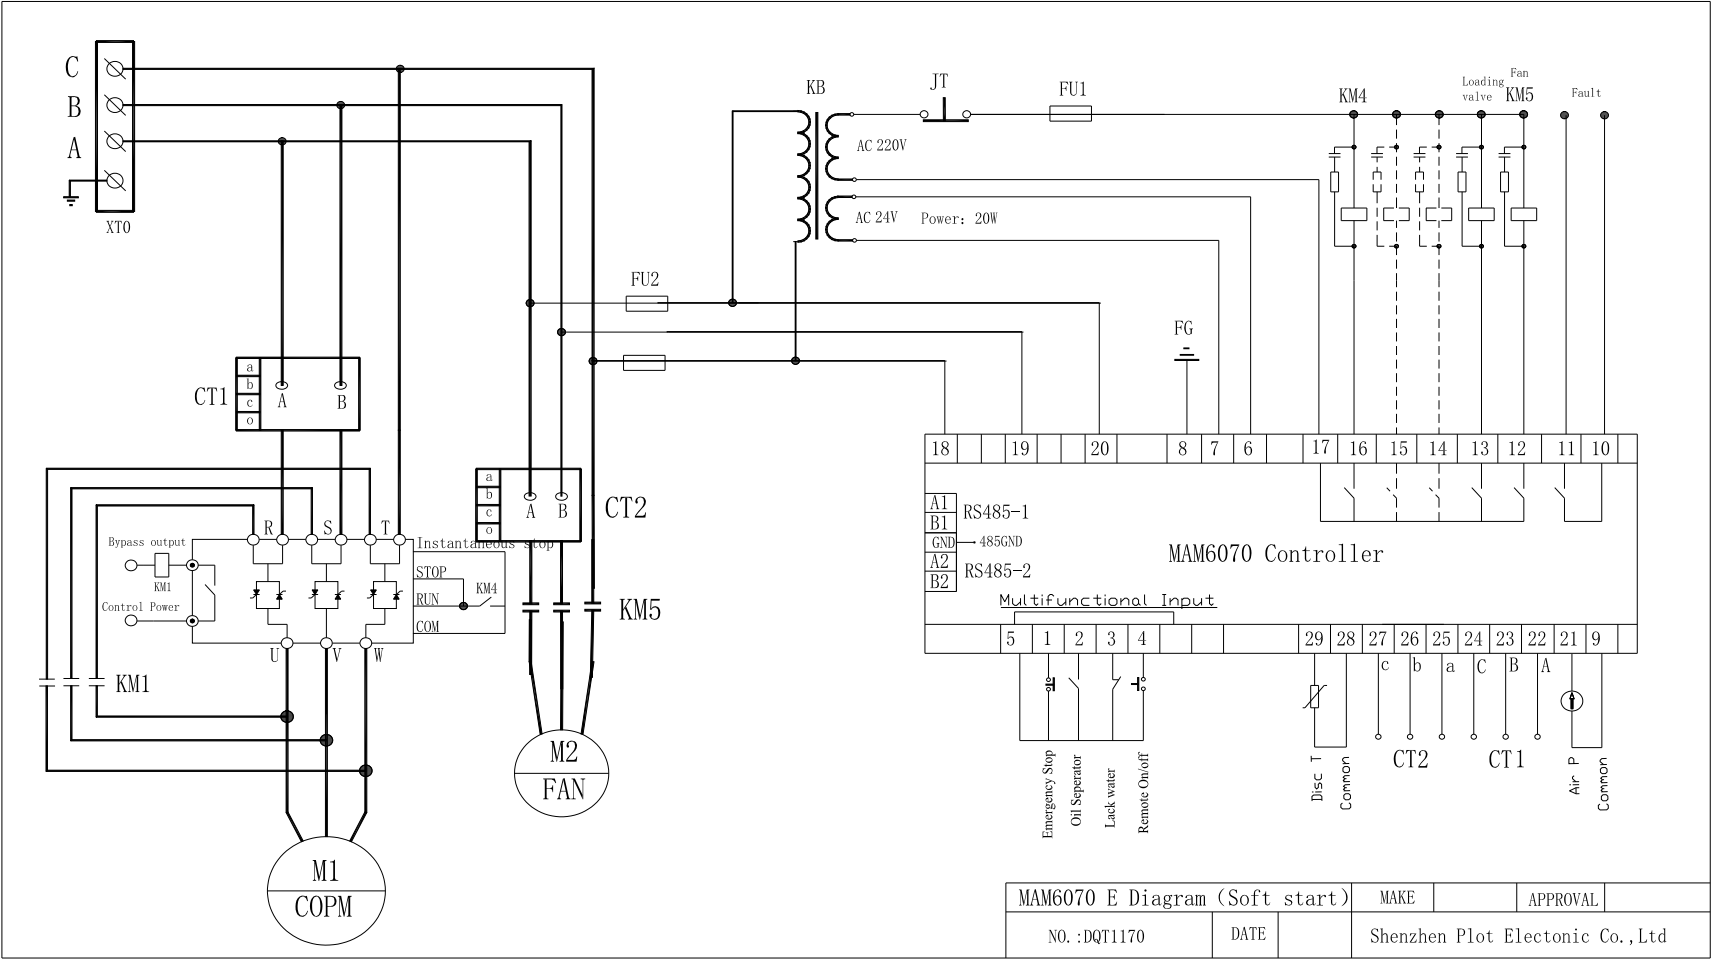 C
B
A
XT0
KB
JT
FU1
AC 220V
AC 24V
Power: 20W
KM4
Loading
valve
Fan
KM5
Fault
FU2
FG
CT1
a
b
c
o
A
B
CT2
a
b
c
o
A
B
R
S
T
Bypass output
KM1
Control Power
Instantaneous stop
STOP
RUN
COM
KM4
U
V
W
KM1
KM5
M2
FAN
M1
COPM
18
19
20
8
7
6
17
16
15
14
13
12
11
10
A1
B1
GND
A2
B2
RS485-1
485GND
RS485-2
MAM6070 Controller
Multifunctional Input
5
1
2
3
4
29
28
27
26
25
24
23
22
21
9
c
b
a
C
B
A
CT2
CT1
Emergency Stop
Oil Seperator
Lack water
Remote On/off
Disc T
Common
Air P
Common
MAM6070 E Diagram (Soft start)
MAKE
APPROVAL
NO.:DQT1170
DATE
Shenzhen Plot Electonic Co.,Ltd